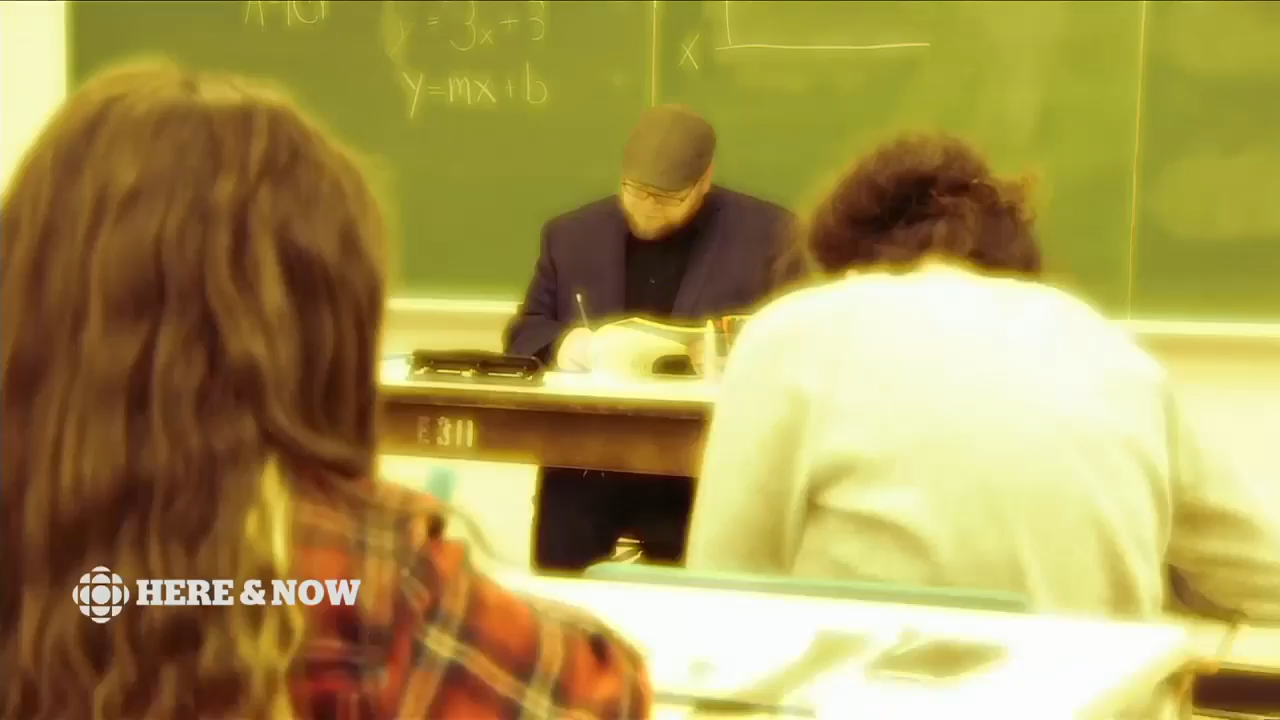 y = 3x + 3
y=mx+b
X
E311
HERE & NOW